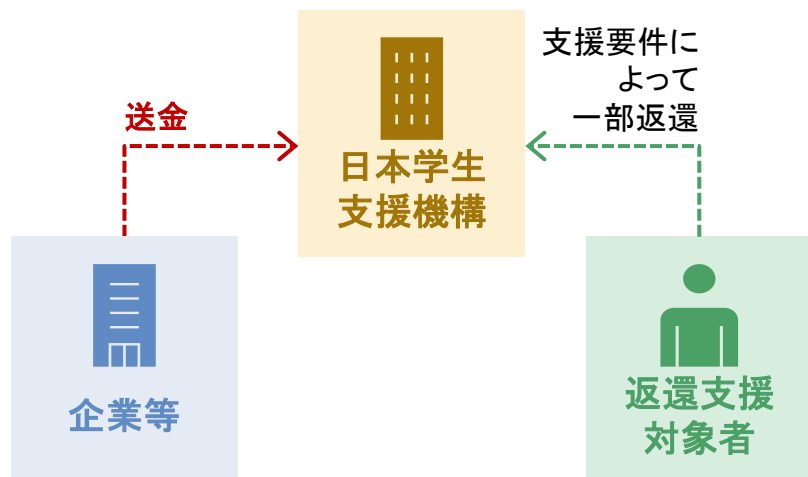 支援要件に
よって
一部返還
送金
日本学生
支援機構
企業等
返還支援
対象者